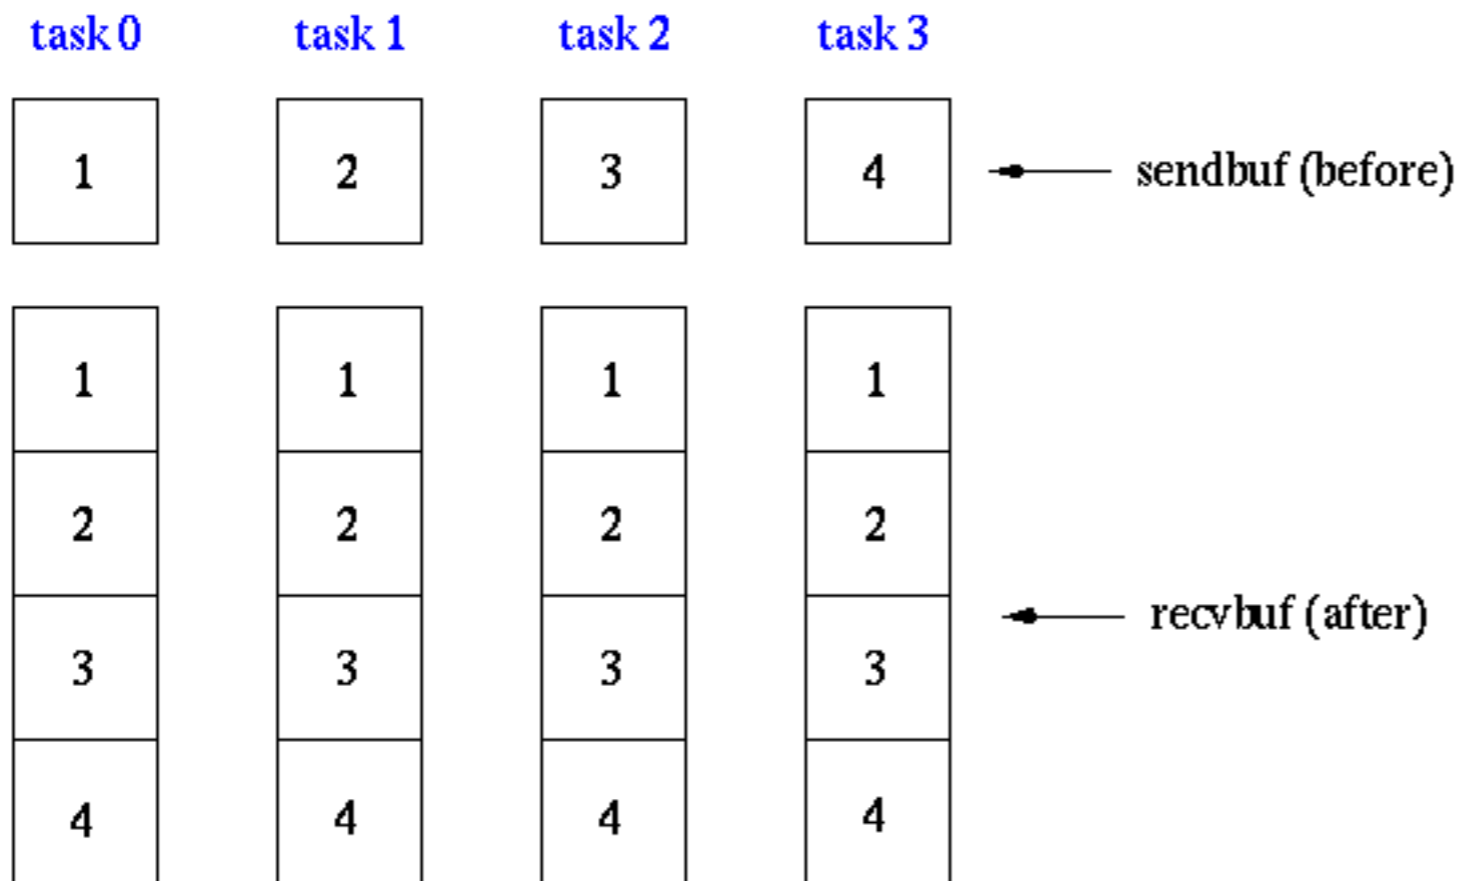 task 0 task 1 task 2 task 3
1 2 3 4 sendbuf (before)
1 1 1 1
2 2 2 2
recvbuf (after)
3 3 3 3
4 4 4 4